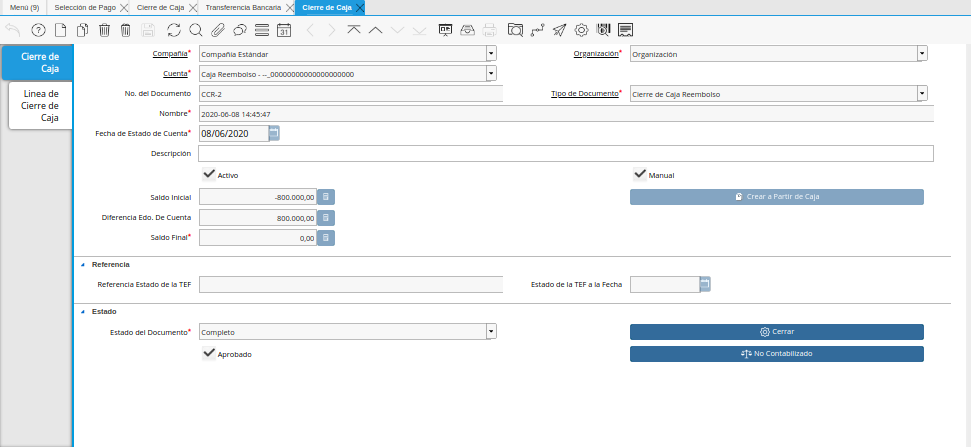 Menú (9) Selección de Pago Cierre de Caja Transferencia Bancaria Cierre de Caja
31
Cierre de Caja
Linea de Cierre de Caja
Compañía* Compañía Estándar Organización* Organización
Cuenta* Caja Reembolso - --_00000000000000000000
No. del Documento CCR-2 Tipo de Documento* Cierre de Caja Reembolso
Nombre* 2020-06-08 14:45:47
Fecha de Estado de Cuenta* 08/06/2020
Descripción
Activo Manual
Saldo Inicial -800.000,00 Crear a Partir de Caja
Diferencia Edo. De Cuenta 800.000,00
Saldo Final* 0,00
Referencia
Referencia Estado de la TEF Estado de la TEF a la Fecha
Estado
Estado del Documento* Completo Cerrar
Aprobado No Contabilizado